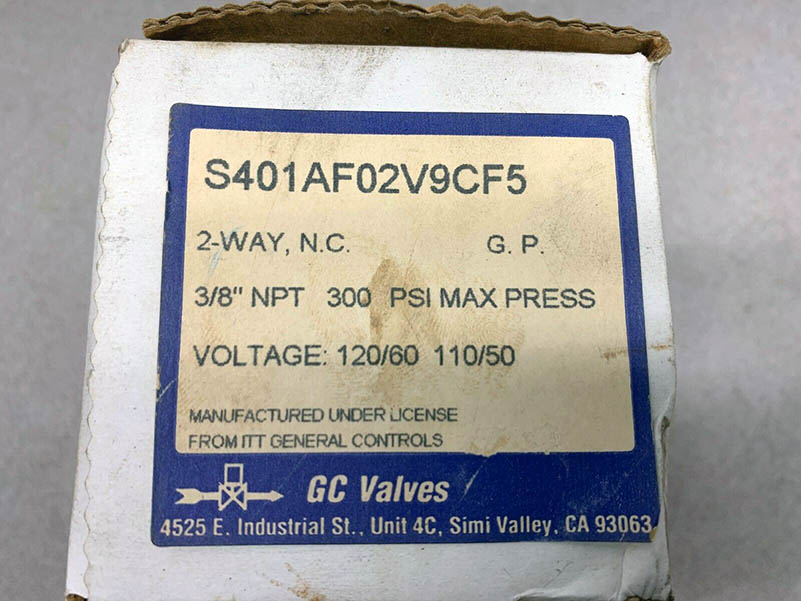 S401AF02V9CF5
2-WAY, N.C. G. P.
3/8" NPT 300 PSI MAX PRESS
VOLTAGE: 120/60 110/50
MANUFACTURED UNDER LICENSE
FROM ITT GENERAL CONTROLS
GC Valves
4525 E. Industrial St., Unit 4C, Simi Valley, CA 93063